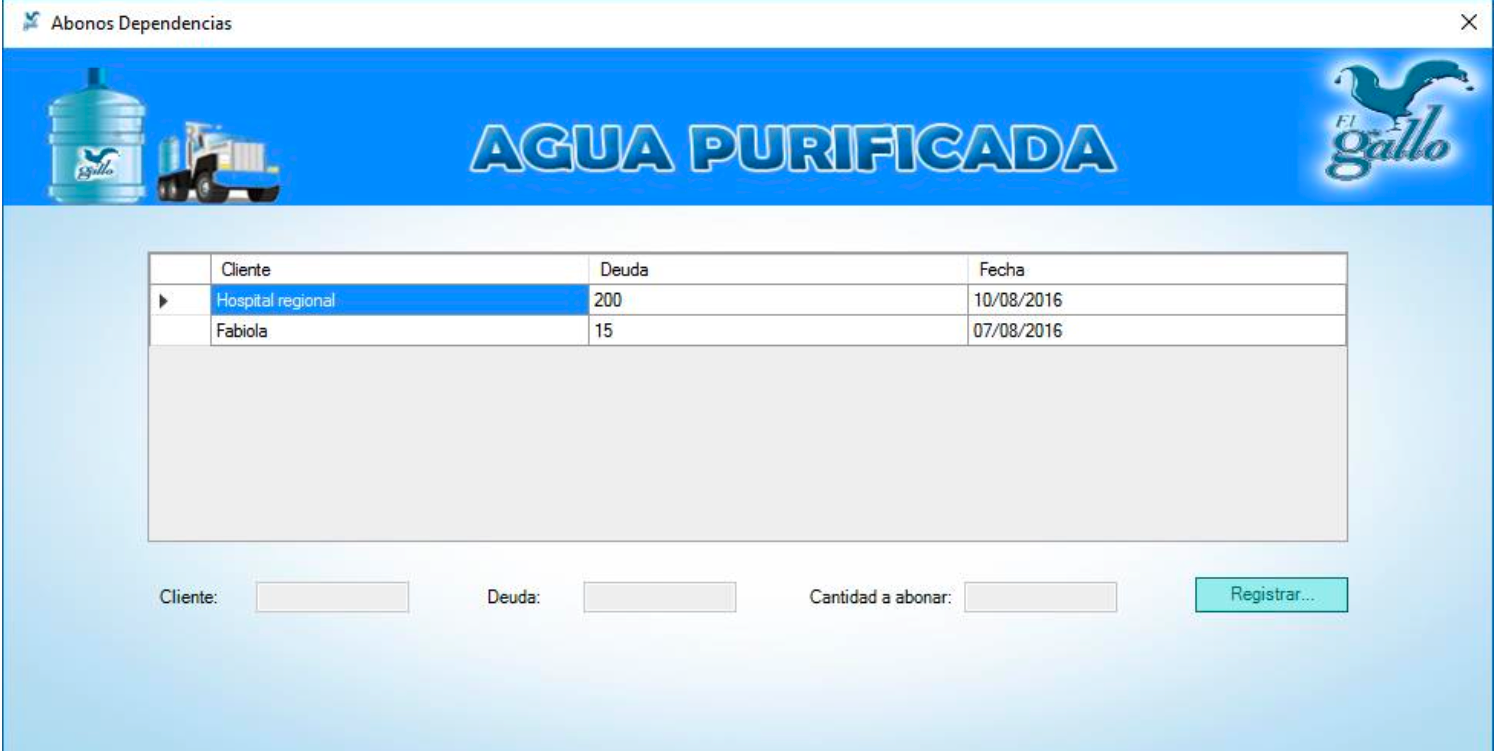 Abonos Dependencias
AGUA PURIFICADA
El gallo
gallo
Cliente Deuda Fecha
Hospital regional 200 10/08/2016
Fabiola 15 07/08/2016
Cliente: Deuda: Cantidad a abonar: Registrar...